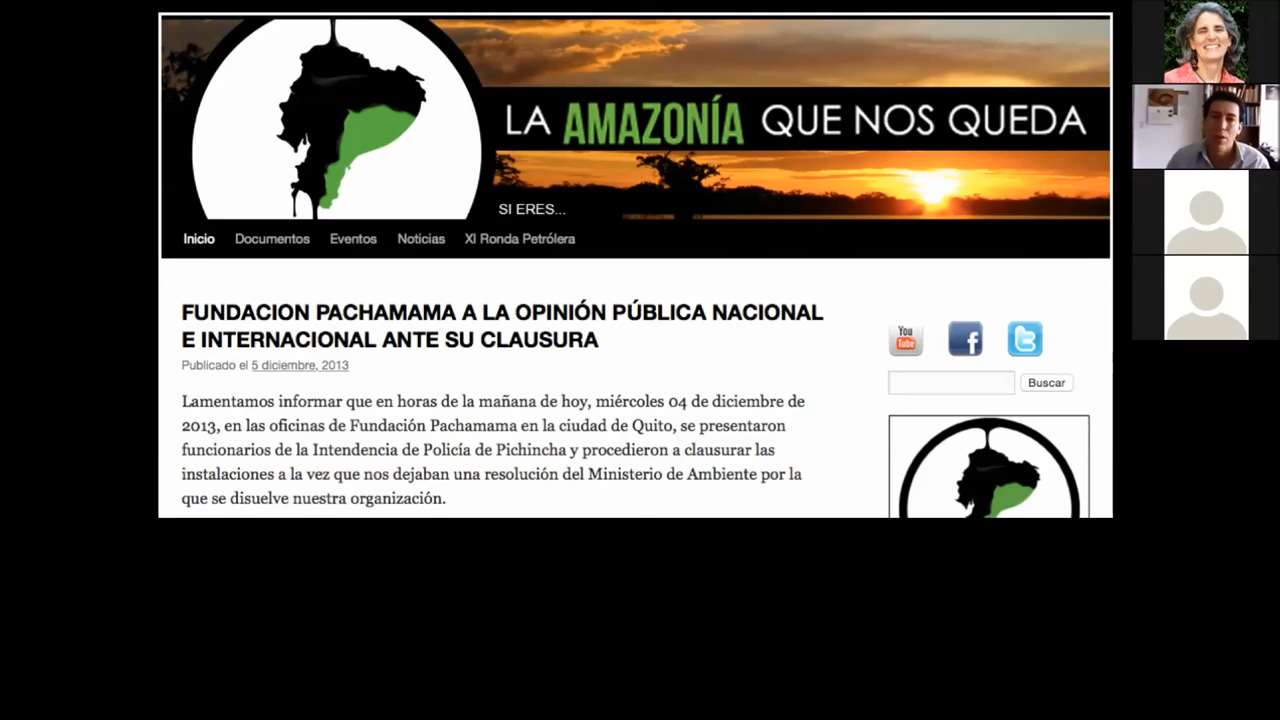 LA AMAZONÍA QUE NOS QUEDA
SI ERES...
Inicio Documentos Eventos Noticias XI Ronda Petrólera
FUNDACION PACHAMAMA A LA OPINIÓN PÚBLICA NACIONAL
E INTERNACIONAL ANTE SU CLAUSURA
Publicado el 5 diciembre, 2013
Lamentamos informar que en horas de la mañana de hoy, miércoles 04 de diciembre de
2013, en las oficinas de Fundación Pachamama en la ciudad de Quito, se presentaron
funcionarios de la Intendencia de Policía de Pichincha y procedieron a clausurar las
instalaciones a la vez que nos dejaban una resolución del Ministerio de Ambiente por la
que se disuelve nuestra organización.
You
Tube
Buscar